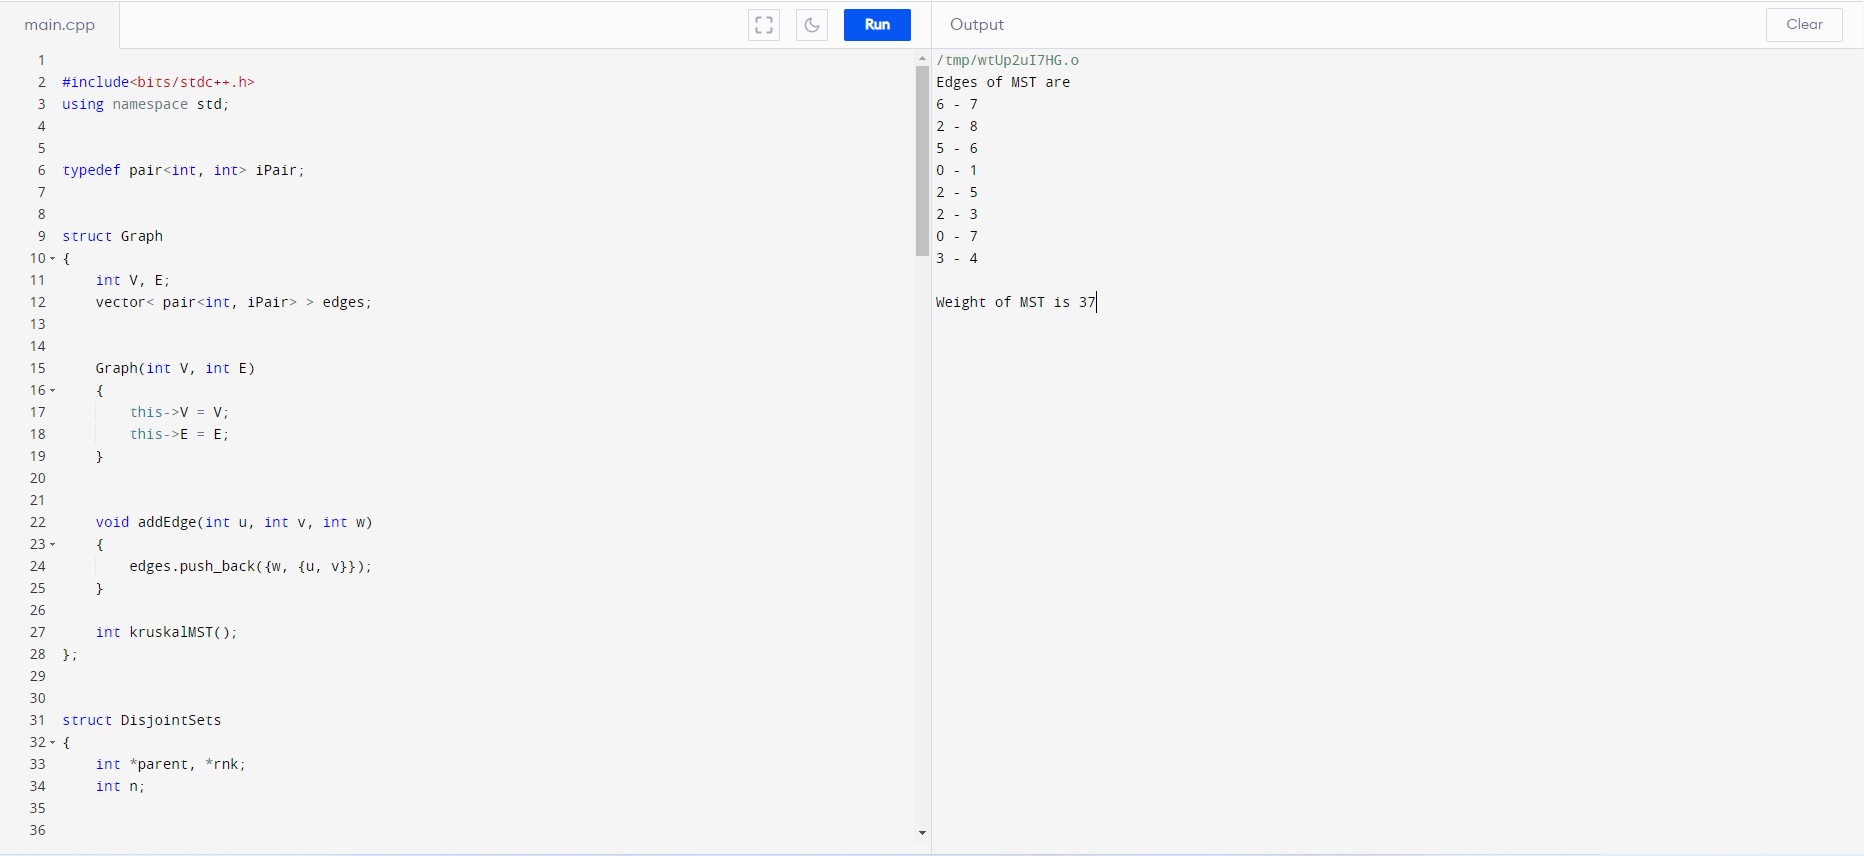 main.cpp
Run
Output
Clear
1
2 #include<bits/stdc++.h>
3 using namespace std;
4
5
6 typedef pair<int, int> iPair;
7
8
9 struct Graph
10 {
11     int V, E;
12     vector< pair<int, iPair> > edges;
13
14
15     Graph(int V, int E)
16     {
17         this->V = V;
18         this->E = E;
19     }
20
21
22     void addEdge(int u, int v, int w)
23     {
24         edges.push_back({w, {u, v}});
25     }
26
27     int kruskalMST();
28 };
29
30
31 struct DisjointSets
32 {
33     int *parent, *rnk;
34     int n;
35
36
/tmp/wtUp2uI7HG.o
Edges of MST are
6 - 7
2 - 8
5 - 6
0 - 1
2 - 5
2 - 3
0 - 7
3 - 4
Weight of MST is 37